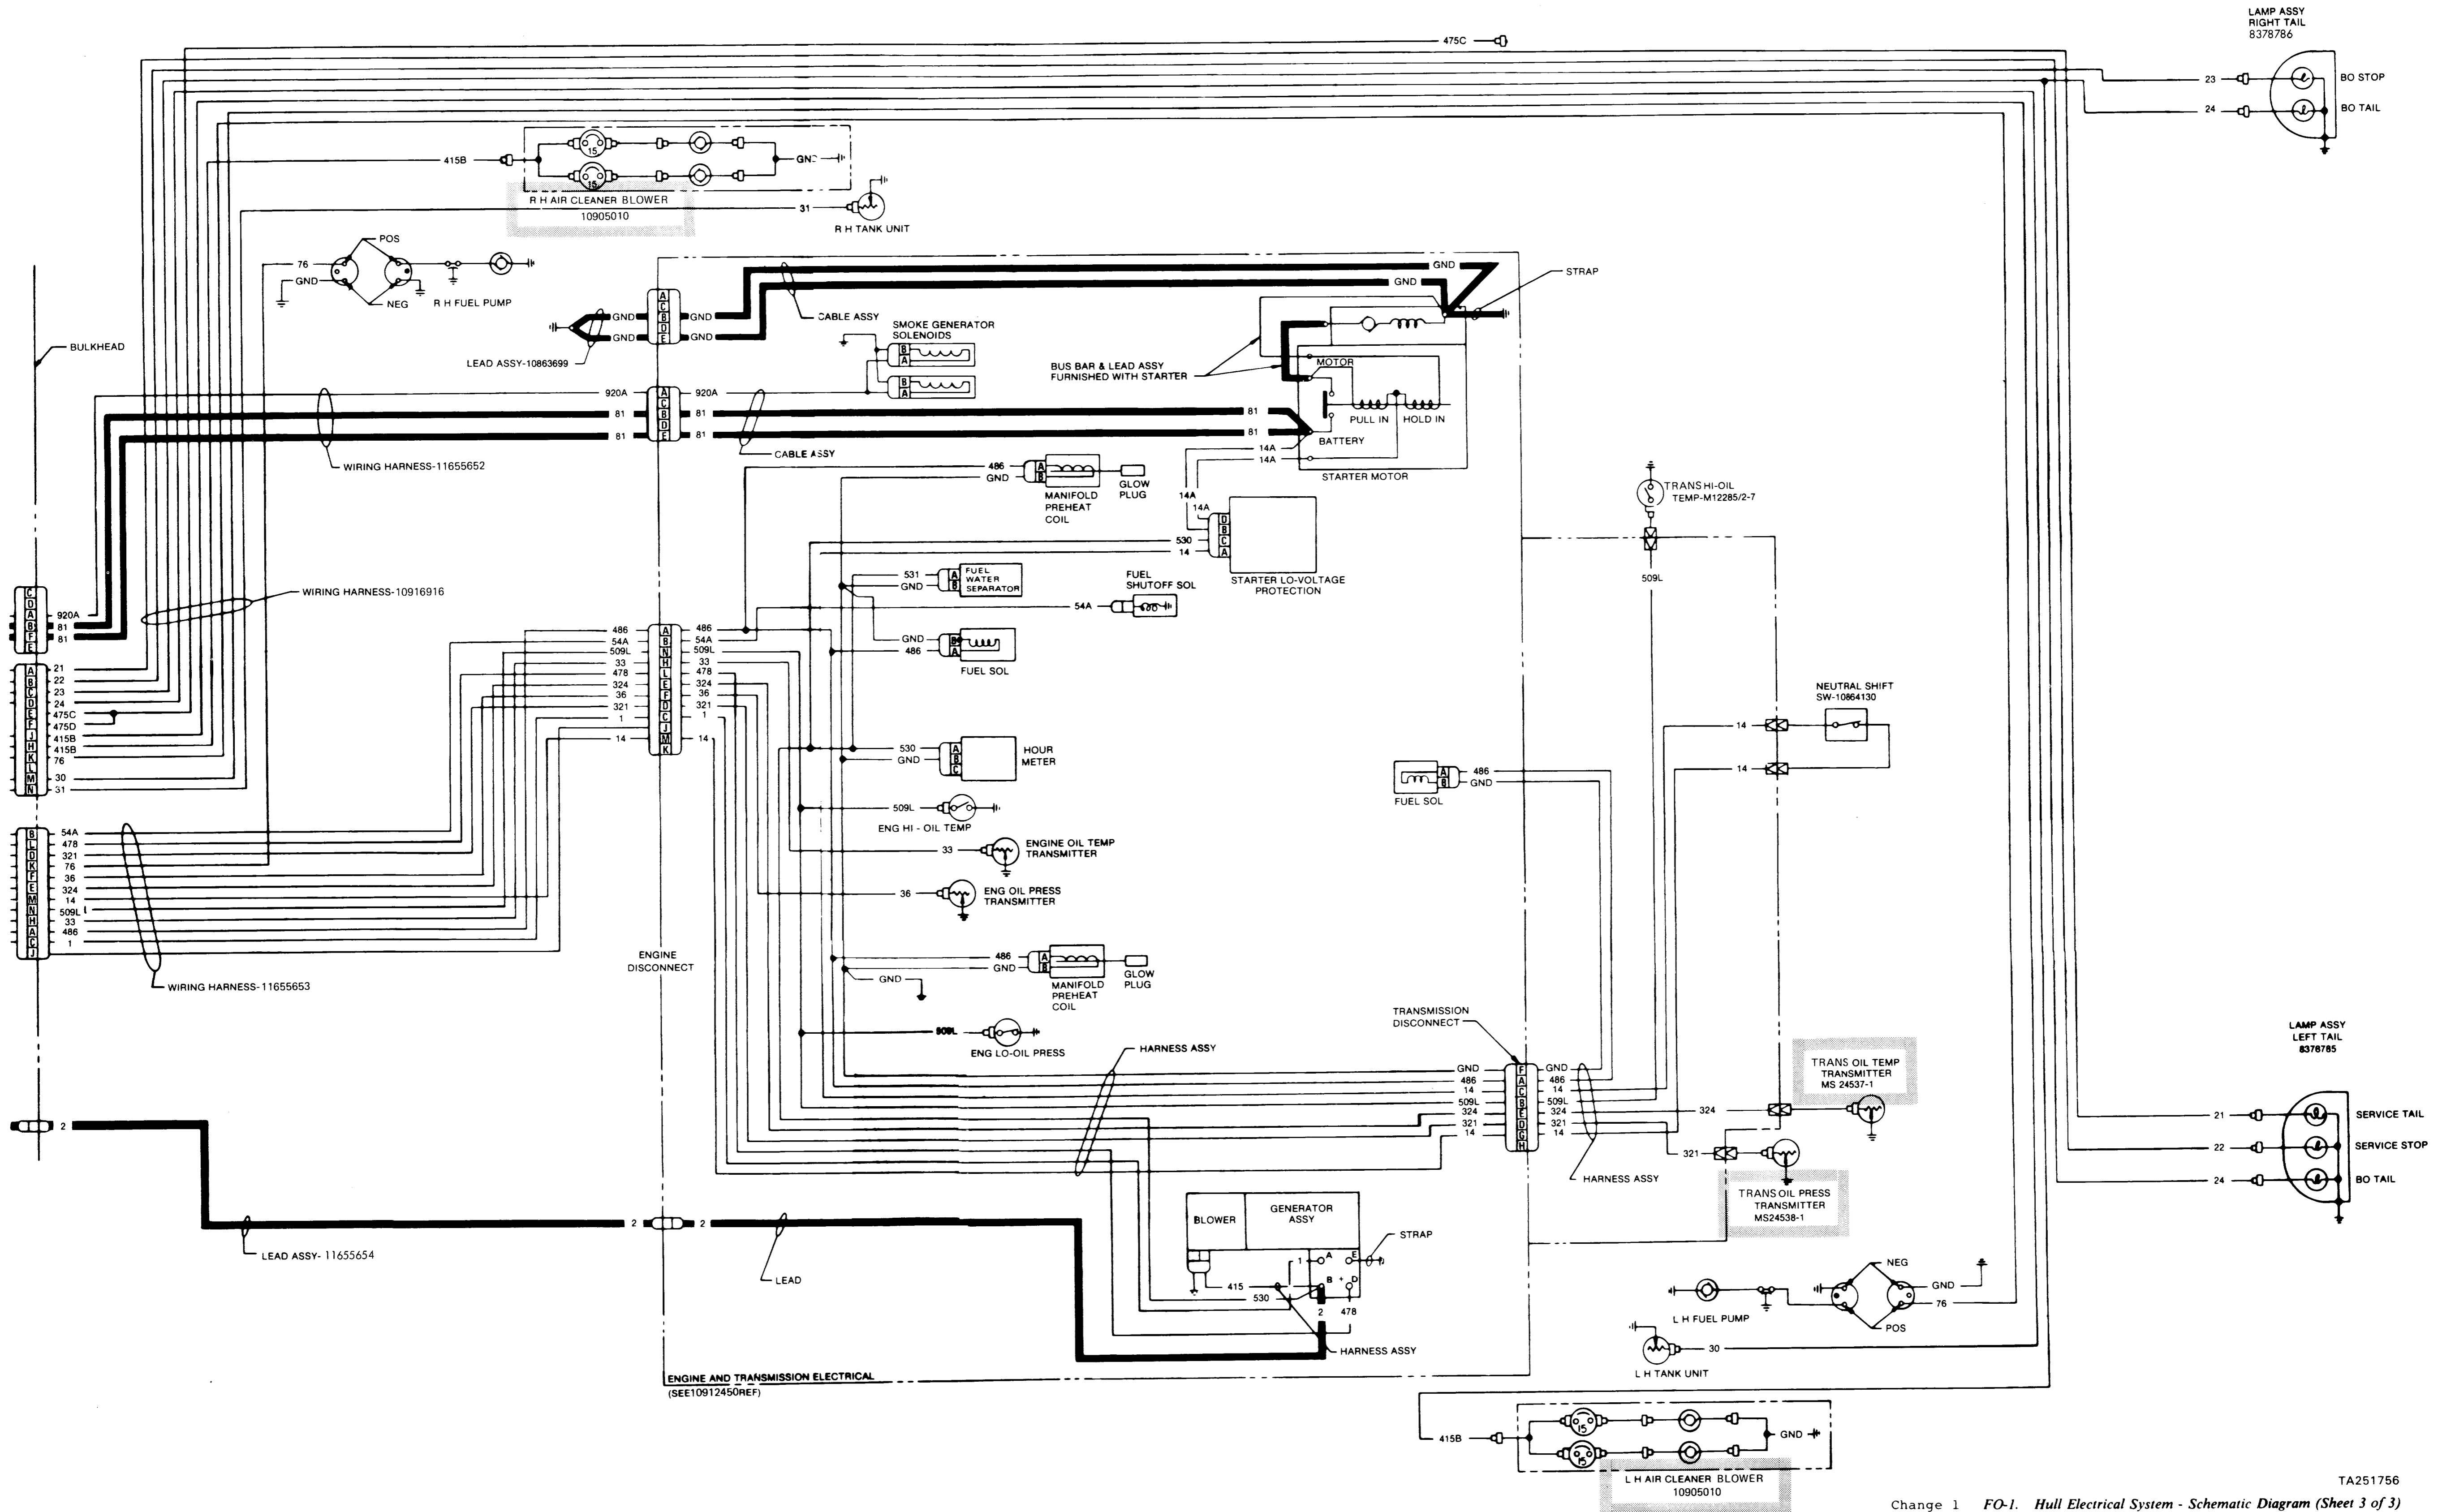 LAMP ASSY
RIGHT TAIL
8378786
475C
23
BO STOP
24
BO TAIL
415B
15
15
GND
R H AIR CLEANER BLOWER
10905010
31
R H TANK UNIT
POS
76
GND
NEG
R H FUEL PUMP
BULKHEAD
GND
GND
LEAD ASSY-10863699
A
C
B
D
E
GND
GND
CABLE ASSY
GND
GND
STRAP
SMOKE GENERATOR
SOLENOIDS
B
A
B
A
BUS BAR & LEAD ASSY
FURNISHED WITH STARTER
MOTOR
PULL IN
HOLD IN
BATTERY
STARTER MOTOR
920A
81
81
A
C
B
D
E
920A
81
81
81
81
14A
14A
WIRING HARNESS-11655652
CABLE ASSY
486
GND
A
B
MANIFOLD
PREHEAT
COIL
GLOW
PLUG
14A
14A
530
14
D
B
C
A
STARTER LO-VOLTAGE
PROTECTION
TRANS HI-OIL
TEMP-M12285/2-7
509L
531
GND
A
B
FUEL
WATER
SEPARATOR
FUEL
SHUTOFF SOL
54A
WIRING HARNESS-10916916
C
D
A
B
F
E
920A
81
81
GND
486
B
A
FUEL SOL
A
B
C
D
E
F
J
H
K
L
M
N
21
22
23
24
475C
475D
415B
415B
76
30
31
486
54A
509L
33
478
324
36
321
1
14
A
B
N
H
L
E
F
D
C
J
M
K
486
54A
509L
33
478
324
36
321
1
14
NEUTRAL SHIFT
SW-10864130
14
14
530
GND
A
B
C
HOUR
METER
A
B
486
GND
FUEL SOL
509L
ENG HI - OIL TEMP
33
ENGINE OIL TEMP
TRANSMITTER
36
ENG OIL PRESS
TRANSMITTER
B
L
D
K
F
E
M
N
H
A
C
J
54A
478
321
76
36
324
14
509L
33
486
1
ENGINE
DISCONNECT
WIRING HARNESS-11655653
486
GND
A
B
GND
MANIFOLD
PREHEAT
COIL
GLOW
PLUG
509L
ENG LO-OIL PRESS
TRANSMISSION
DISCONNECT
HARNESS ASSY
GND
486
14
509L
324
321
14
F
A
C
B
E
D
G
H
GND
486
14
509L
324
321
14
HARNESS ASSY
324
321
TRANS OIL TEMP
TRANSMITTER
MS 24537-1
TRANS OIL PRESS
TRANSMITTER
MS24538-1
LAMP ASSY
LEFT TAIL
8378785
21
SERVICE TAIL
22
SERVICE STOP
24
BO TAIL
2
2
2
LEAD ASSY- 11655654
LEAD
BLOWER
GENERATOR
ASSY
STRAP
1
A
E
B
+
D
415
530
2
478
HARNESS ASSY
NEG
GND
76
POS
L H FUEL PUMP
30
L H TANK UNIT
ENGINE AND TRANSMISSION ELECTRICAL
(SEE10912450REF)
415B
15
15
GND
L H AIR CLEANER BLOWER
10905010
TA251756
Change 1 FO-1. Hull Electrical System - Schematic Diagram (Sheet 3 of 3)